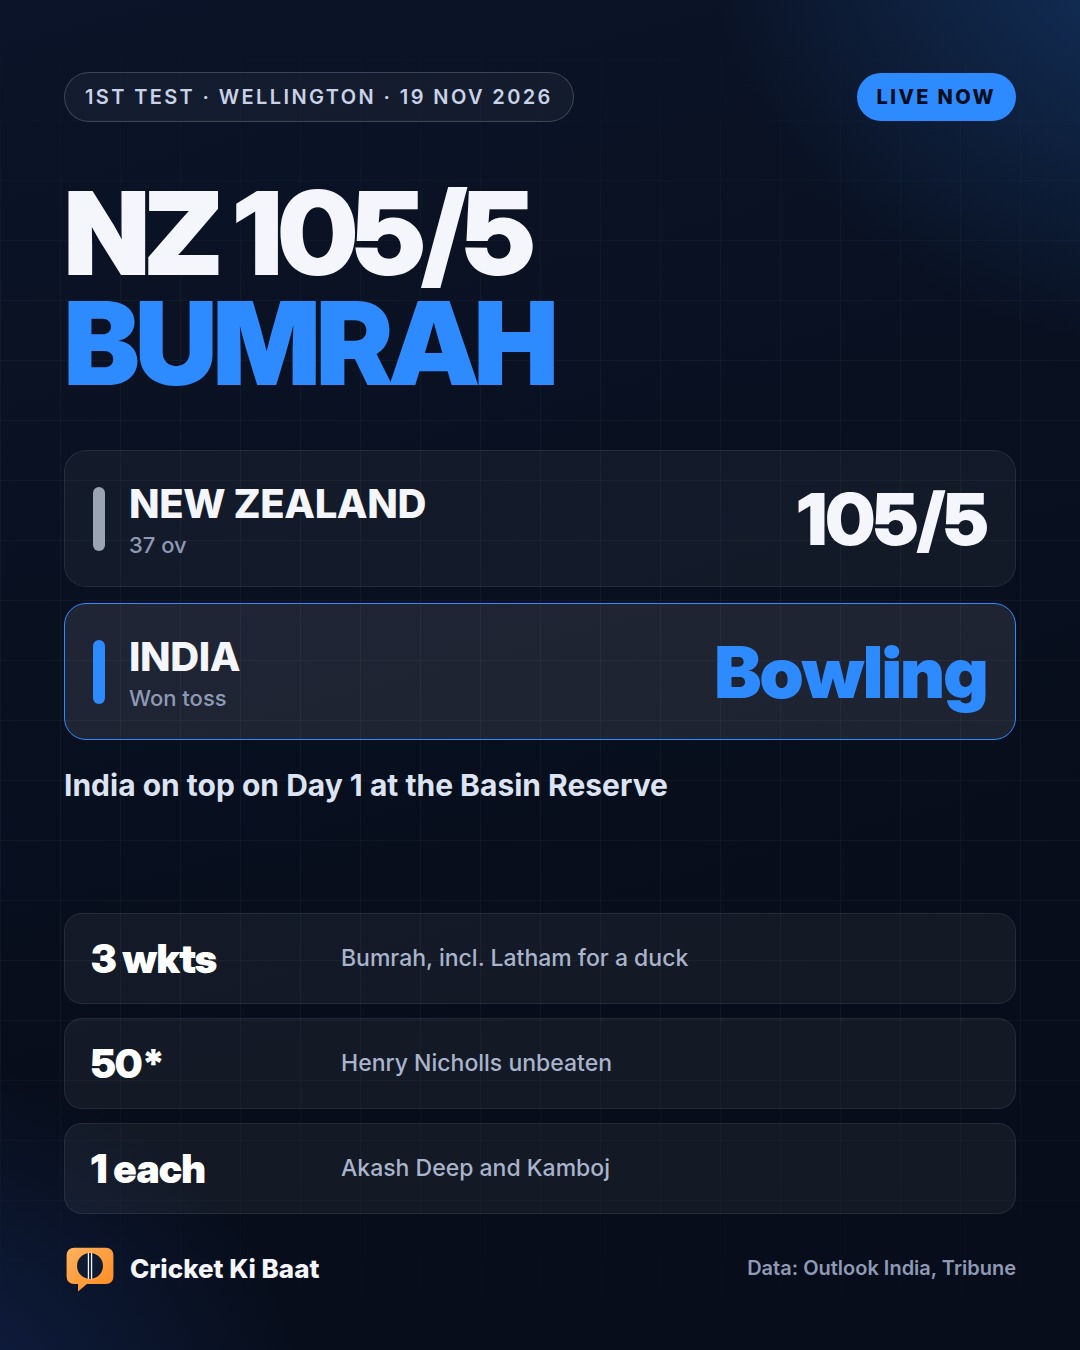 1ST TEST · WELLINGTON · 19 NOV 2026
LIVE NOW
NZ 105/5
BUMRAH
NEW ZEALAND
37 ov
105/5
INDIA
Won toss
Bowling
India on top on Day 1 at the Basin Reserve
3 wkts
Bumrah, incl. Latham for a duck
50*
Henry Nicholls unbeaten
1 each
Akash Deep and Kamboj
Cricket Ki Baat
Data: Outlook India, Tribune